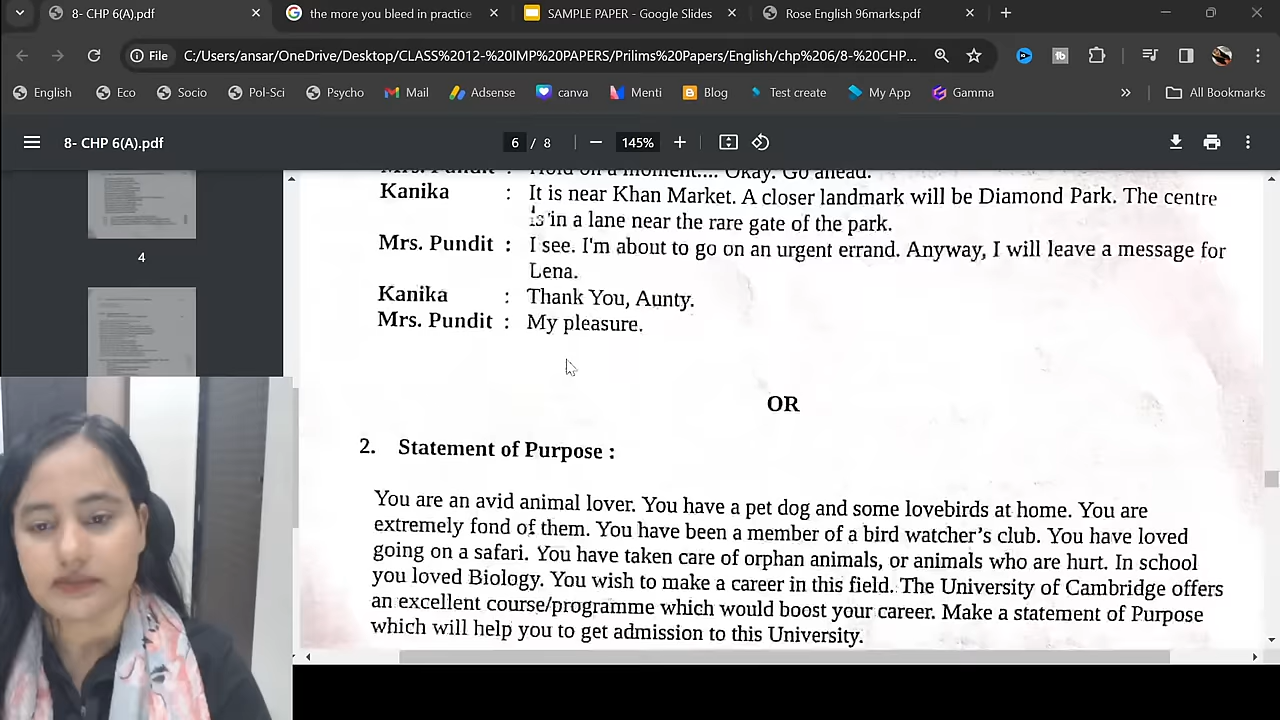 8- CHP 6(A).pdf
the more you bleed in practice
SAMPLE PAPER - Google Slides
Rose English 96marks.pdf
File
C:/Users/ansar/OneDrive/Desktop/CLASS%2012-%20IMP%20PAPERS/Prilims%20Papers/English/chp%206/8-%20CHP...
English
Eco
Socio
Pol-Sci
Psycho
Mail
Adsense
canva
Menti
Blog
Test create
My App
Gamma
All Bookmarks
8- CHP 6(A).pdf
6 / 8
145%
4
Mrs. Pundit : Hold on a moment.... Okay. Go ahead.
Kanika : It is near Khan Market. A closer landmark will be Diamond Park. The centre
is in a lane near the rare gate of the park.
Mrs. Pundit : I see. I'm about to go on an urgent errand. Anyway, I will leave a message for
Lena.
Kanika : Thank You, Aunty.
Mrs. Pundit : My pleasure.
OR
2. Statement of Purpose :
You are an avid animal lover. You have a pet dog and some lovebirds at home. You are
extremely fond of them. You have been a member of a bird watcher's club. You have loved
going on a safari. You have taken care of orphan animals, or animals who are hurt. In school
you loved Biology. You wish to make a career in this field. The University of Cambridge offers
an excellent course/programme which would boost your career. Make a statement of Purpose
which will help you to get admission to this University.